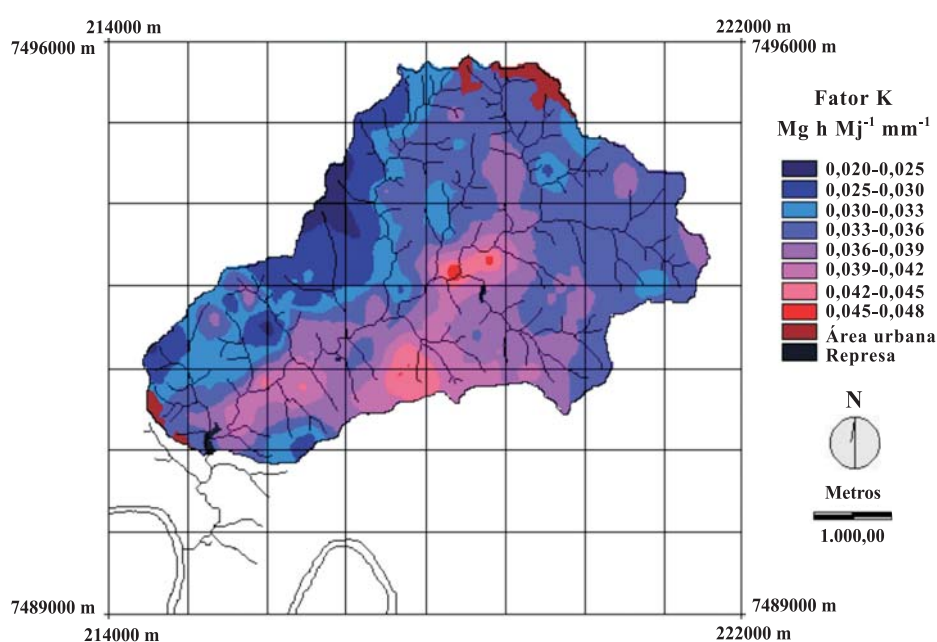 214000 m
222000 m
7496000 m
7496000 m
Fator K
Mg h Mj-1 mm-1
0,020-0,025
0,025-0,030
0,030-0,033
0,033-0,036
0,036-0,039
0,039-0,042
0,042-0,045
0,045-0,048
Área urbana
Represa
N
Metros
1.000,00
7489000 m
7489000 m
214000 m
222000 m